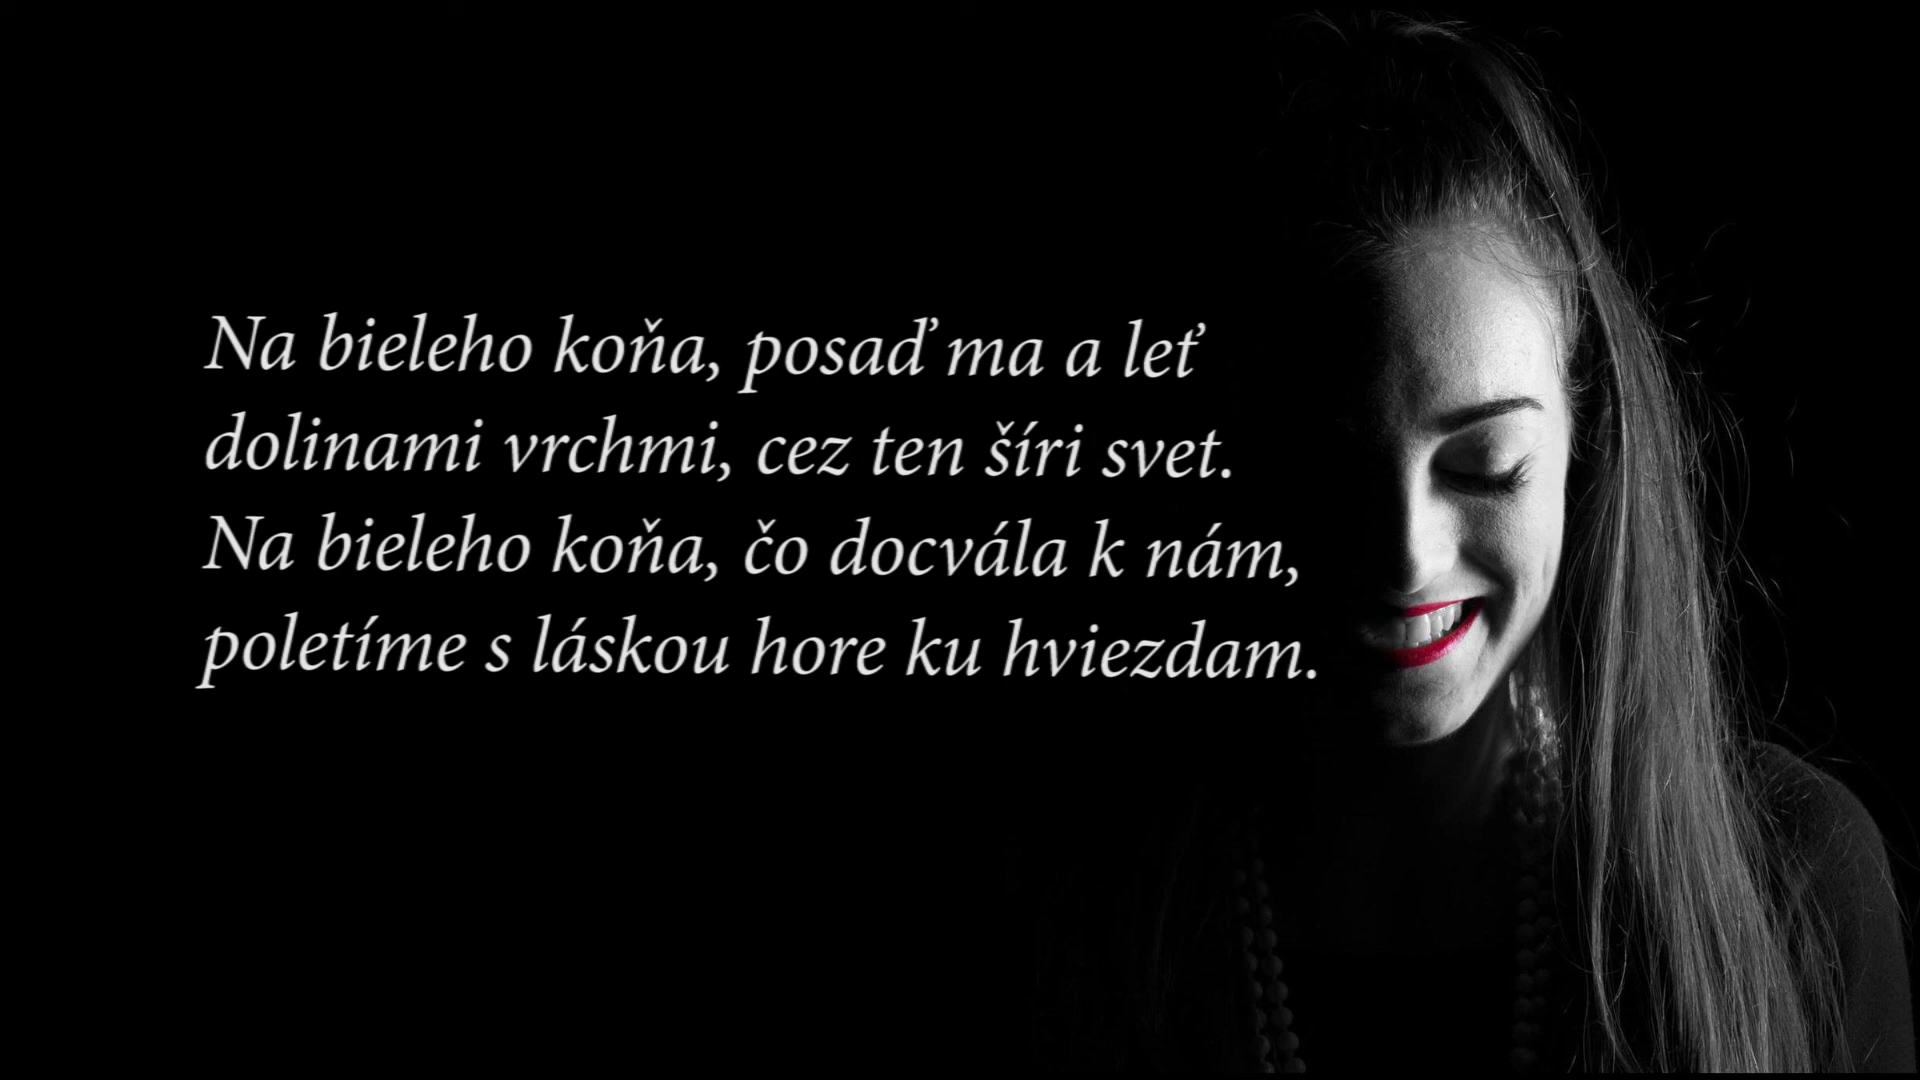 Na bieleho koňa, posaď ma a leť
dolinami vrchmi, cez ten šíri svet.
Na bieleho koňa, čo docvála k nám,
poletíme s láskou hore ku hviezdam.